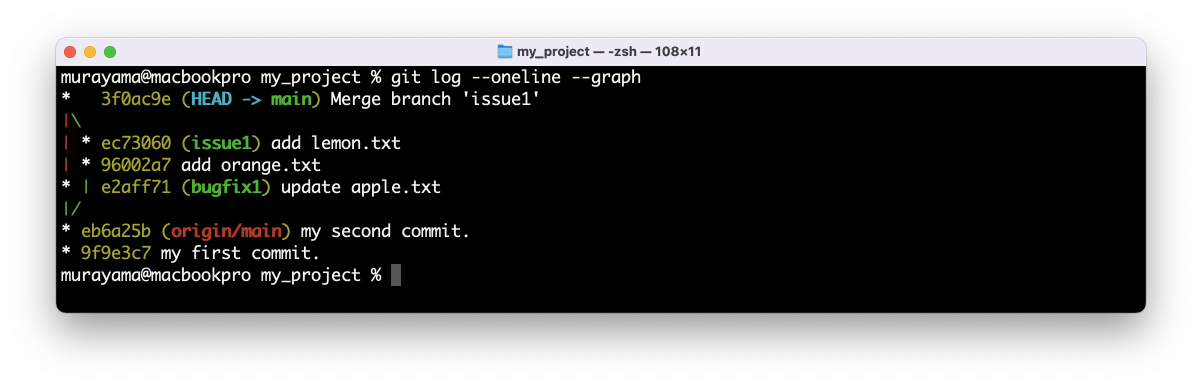 my_project — -zsh — 108×11
murayama@macbookpro my_project % git log --oneline --graph
*   3f0ac9e (HEAD -> main) Merge branch 'issue1'
|\
| * ec73060 (issue1) add lemon.txt
| * 96002a7 add orange.txt
* | e2aff71 (bugfix1) update apple.txt
|/
* eb6a25b (origin/main) my second commit.
* 9f9e3c7 my first commit.
murayama@macbookpro my_project %